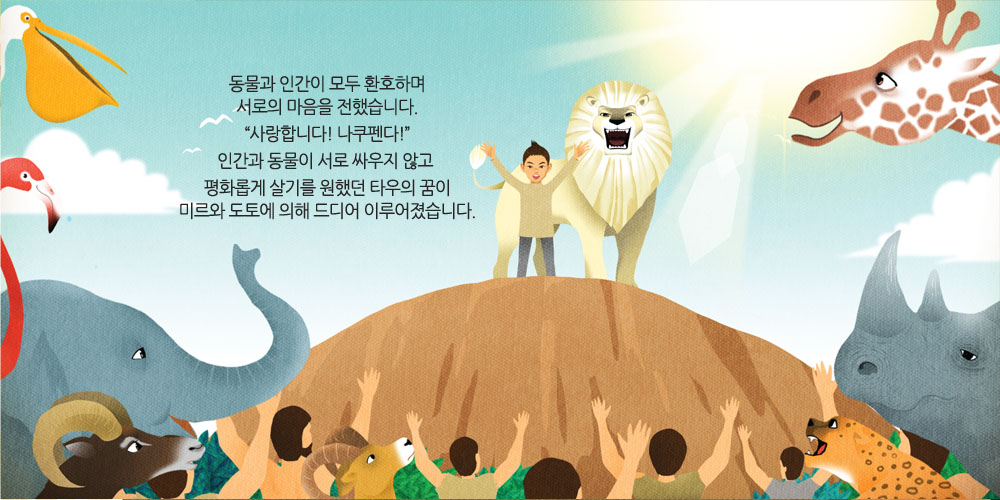 동물과 인간이 모두 환호하며
서로의 마음을 전했습니다.
“사랑합니다! 나쿠펜다!”
인간과 동물이 서로 싸우지 않고
평화롭게 살기를 원했던 타우의 꿈이
미르와 도토에 의해 드디어 이루어졌습니다.